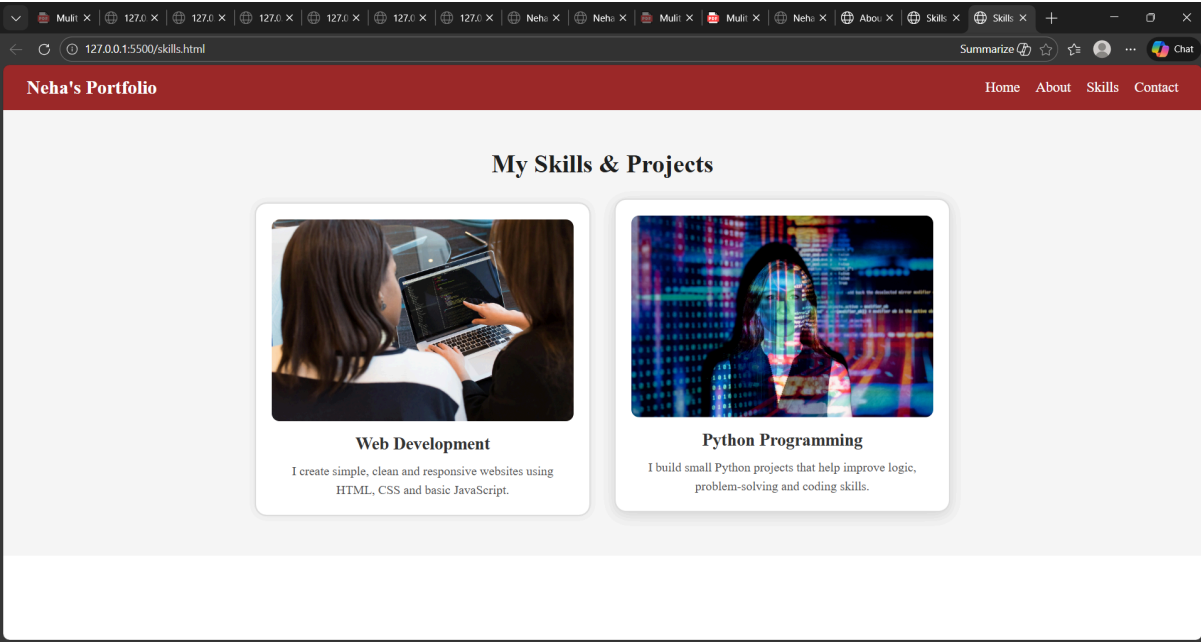 Mulit
127.0
127.0
127.0
127.0
127.0
127.0
Neha
Neha
Mulit
Mulit
Neha
Abou
Skills
Skills
127.0.0.1:5500/skills.html
Summarize
Chat
Neha's Portfolio
Home About Skills Contact
My Skills & Projects
Web Development
I create simple, clean and responsive websites using
HTML, CSS and basic JavaScript.
Python Programming
I build small Python projects that help improve logic,
problem-solving and coding skills.